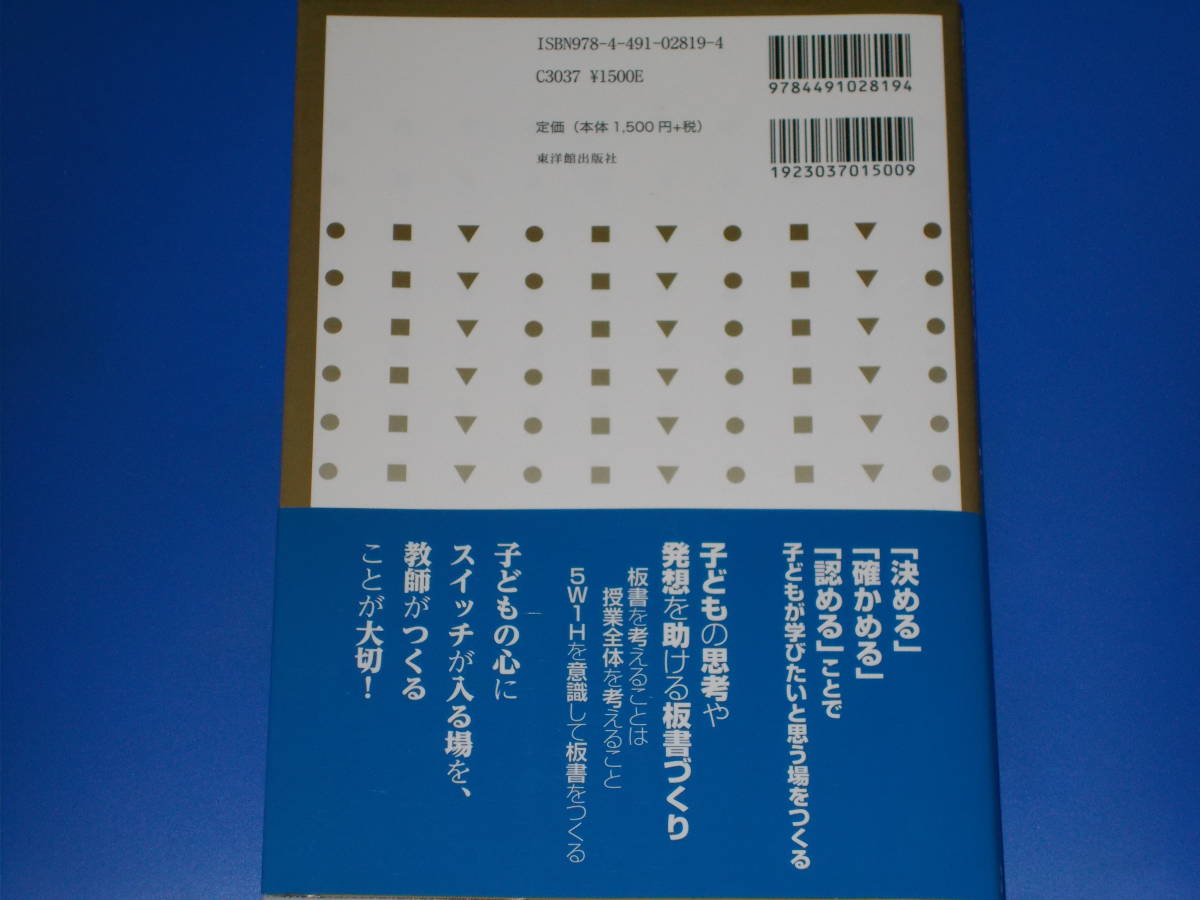 ISBN978-4-491-02819-4
C3037 ¥1500E
定価（本体1,500円+税）
東洋館出版社
9784491028194
1923037015009
「決める」
「確かめる」
「認める」ことで
子どもが学びたいと思う場をつくる
子どもの思考や
発想を助ける板書づくり
板書を考えることは
授業全体を考えること
5W1Hを意識して板書をつくる
子どもの心に
スイッチが入る場を、
教師がつくる
ことが大切！